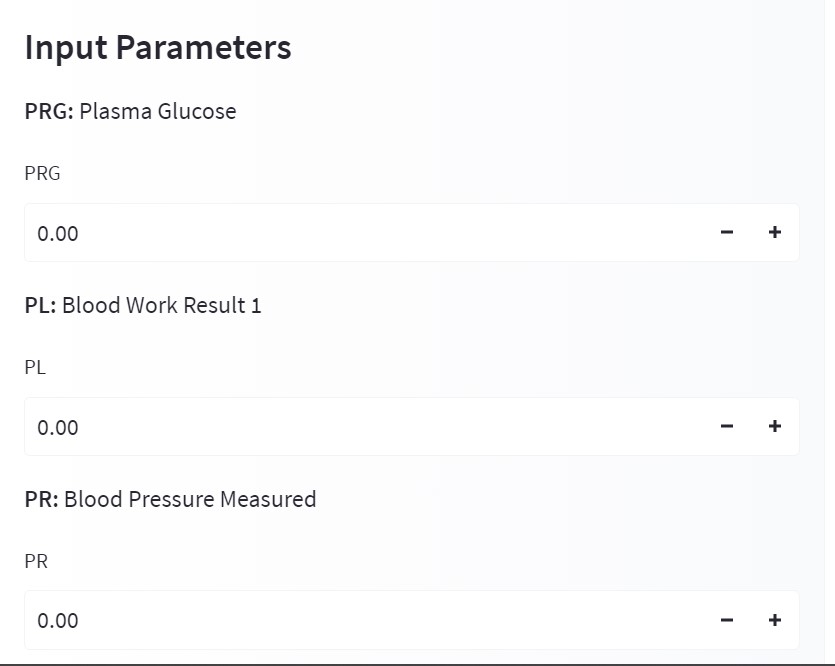 Input Parameters
PRG: Plasma Glucose
PRG
0.00
PL: Blood Work Result 1
PL
0.00
PR: Blood Pressure Measured
PR
0.00